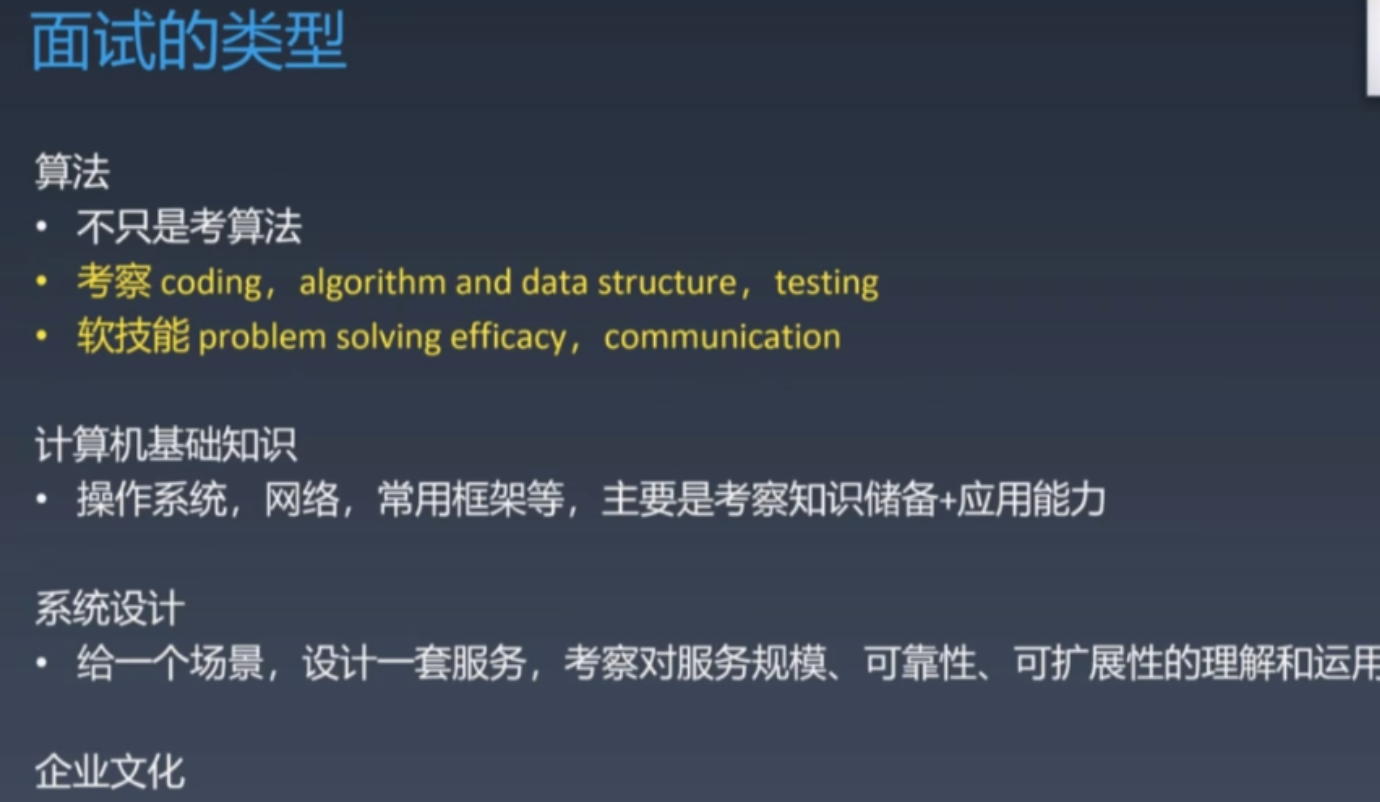 面试的类型
算法
• 不只是考算法
• 考察 coding，algorithm and data structure，testing
• 软技能 problem solving efficacy，communication
计算机基础知识
• 操作系统，网络，常用框架等，主要是考察知识储备+应用能力
系统设计
• 给一个场景，设计一套服务，考察对服务规模、可靠性、可扩展性的理解和运用
企业文化